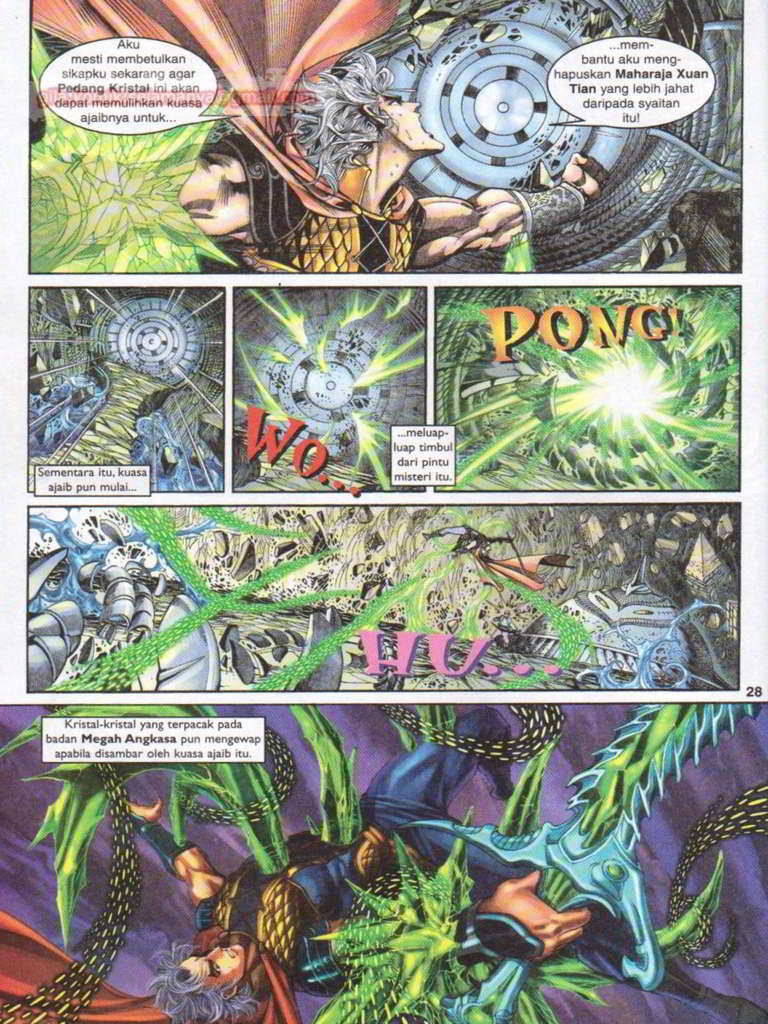 Aku
mesti membetulkan
sikapku sekarang agar
Pedang Kristal ini akan
dapat memulihkan kuasa
ajaibnya untuk...
...mem-
bantu aku meng-
hapuskan Maharaja Xuan
Tian yang lebih jahat
daripada syaitan
itu!
Sementara itu, kuasa
ajaib pun mulai...
WO...
...meluap-
luap timbul
dari pintu
misteri itu.
PONG!
HU...
28
Kristal-kristal yang terpacak pada
badan Megah Angkasa pun mengewap
apabila disambar oleh kuasa ajaib itu.